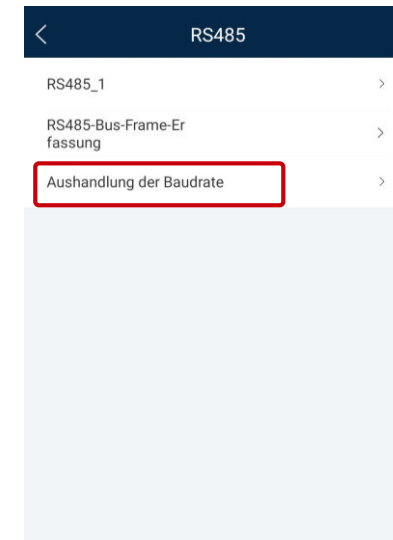 RS485
RS485_1
RS485-Bus-Frame-Er
fassung
Aushandlung der Baudrate